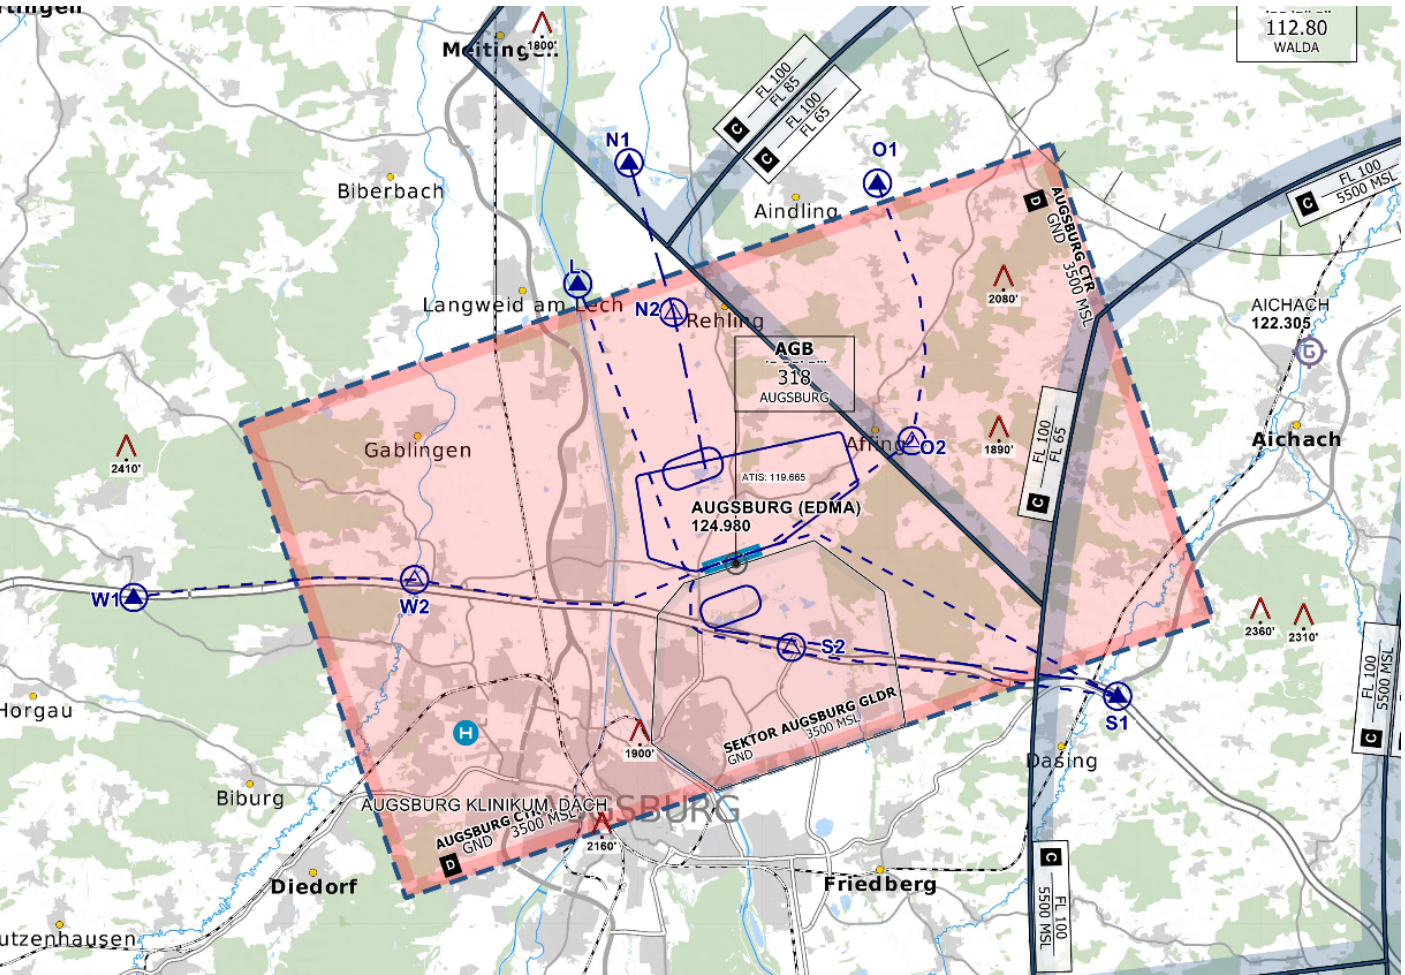 Meitingen
1800'
112.80
WALDA
FL 100
FL 85
C
FL 100
FL 65
C
N1
O1
Biberbach
Aindling
FL 100
5500 MSL
C
D
AUGSBURG CTR
GND 3500 MSL
L
Langweid am Lech
N2
Rehling
2080'
AICHACH
122.305
G
AGB
318
AUGSBURG
FL 100
FL 65
C
2410'
Gablingen
Affing
O2
1890'
Aichach
ATIS: 119.665
AUGSBURG (EDMA)
124.980
W1
W2
2360'
2310'
S2
FL 100
5500 MSL
C
Horgau
H
1900'
SEKTOR AUGSBURG GLDR
GND 3500 MSL
S1
Dasing
Biburg
AUGSBURG KLINIKUM, DACH
AUGSBURG CTR
GND 3500 MSL
D
2160'
C
FL 100
5500 MSL
Diedorf
Friedberg
utzenhausen